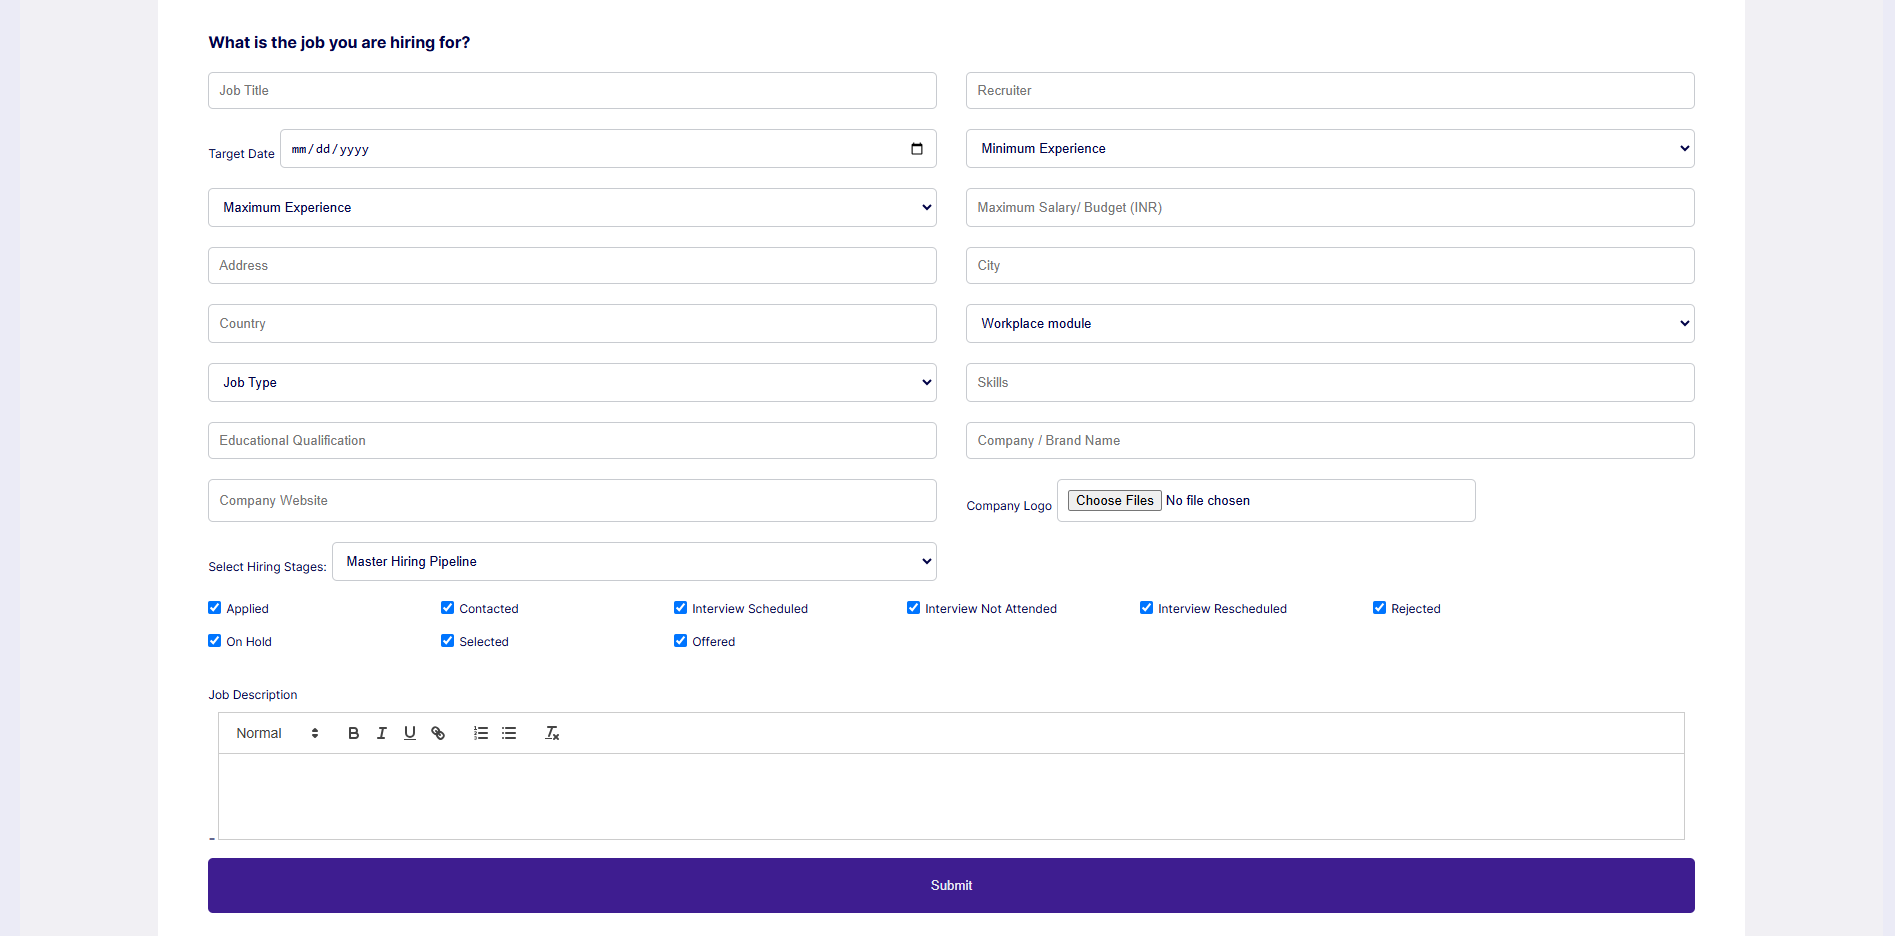 What is the job you are hiring for?
Job Title
Recruiter
Target Date mm/dd/yyyy
Minimum Experience
Maximum Experience
Maximum Salary/ Budget (INR)
Address
City
Country
Workplace module
Job Type
Skills
Educational Qualification
Company / Brand Name
Company Website
Company Logo Choose Files No file chosen
Select Hiring Stages: Master Hiring Pipeline
Applied Contacted Interview Scheduled Interview Not Attended Interview Rescheduled Rejected
On Hold Selected Offered
Job Description
Normal
Submit